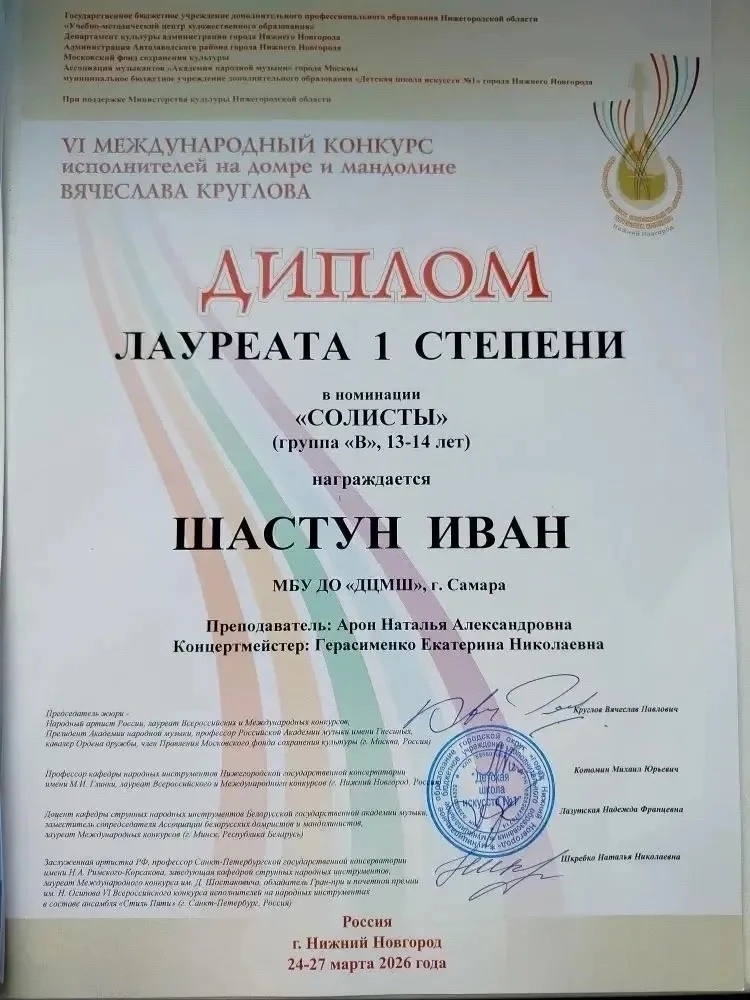 Государственное бюджетное учреждение дополнительного профессионального образования Нижегородской области
«Учебно-методический центр художественного образования»
Департамент культуры администрации города Нижнего Новгорода
Администрация Автозаводского района города Нижнего Новгорода
Московский фонд сохранения культуры
Ассоциация музыкантов «Академия народной музыки» города Москвы
муниципальное бюджетное учреждение дополнительного образования «Детская школа искусств №1» города Нижнего Новгорода
При поддержке Министерства культуры Нижегородской области
VI МЕЖДУНАРОДНЫЙ КОНКУРС
исполнителей на домре и мандолине
ВЯЧЕСЛАВА КРУГЛОВА
Нижний Новгород
ДИПЛОМ
ЛАУРЕАТА 1 СТЕПЕНИ
в номинации
«СОЛИСТЫ»
(группа «В», 13-14 лет)
награждается
ШАСТУН ИВАН
МБУ ДО «ДЦМШ», г. Самара
Преподаватель: Арон Наталья Александровна
Концертмейстер: Герасименко Екатерина Николаевна
Председатель жюри -
Народный артист России, лауреат Всероссийских и Международных конкурсов,
Президент Академии народной музыки, профессор Российской Академии музыки имени Гнесиных,
кавалер Ордена дружбы, член Правления Московского фонда сохранения культуры (г. Москва, Россия)
Круглов Вячеслав Павлович
Профессор кафедры народных инструментов Нижегородской государственной консерватории
имени М.И. Глинки, лауреат Всероссийского и Международного конкурсов (г. Нижний Новгород, Россия)
Котомин Михаил Юрьевич
Доцент кафедры струнных народных инструментов Белорусской государственной академии музыки,
заместитель сопредседателя Ассоциации белорусских домристов и мандолинистов,
лауреат Международных конкурсов (г. Минск, Республика Беларусь)
Лазутская Надежда Францевна
Заслуженная артистка РФ, профессор Санкт-Петербургской государственной консерватории
имени Н.А. Римского-Корсакова, заведующая кафедрой струнных народных инструментов,
лауреат Международного конкурса им. Д. Шостаковича, обладатель Гран-при и почетной премии
им. Н. Осипова VI Всероссийского конкурса исполнителей на народных инструментах
в составе ансамбля «Стиль Пяти» (г. Санкт-Петербург, Россия)
Шкребко Наталья Николаевна
"Детская
школа
искусств №1"
Россия
г. Нижний Новгород
24-27 марта 2026 года